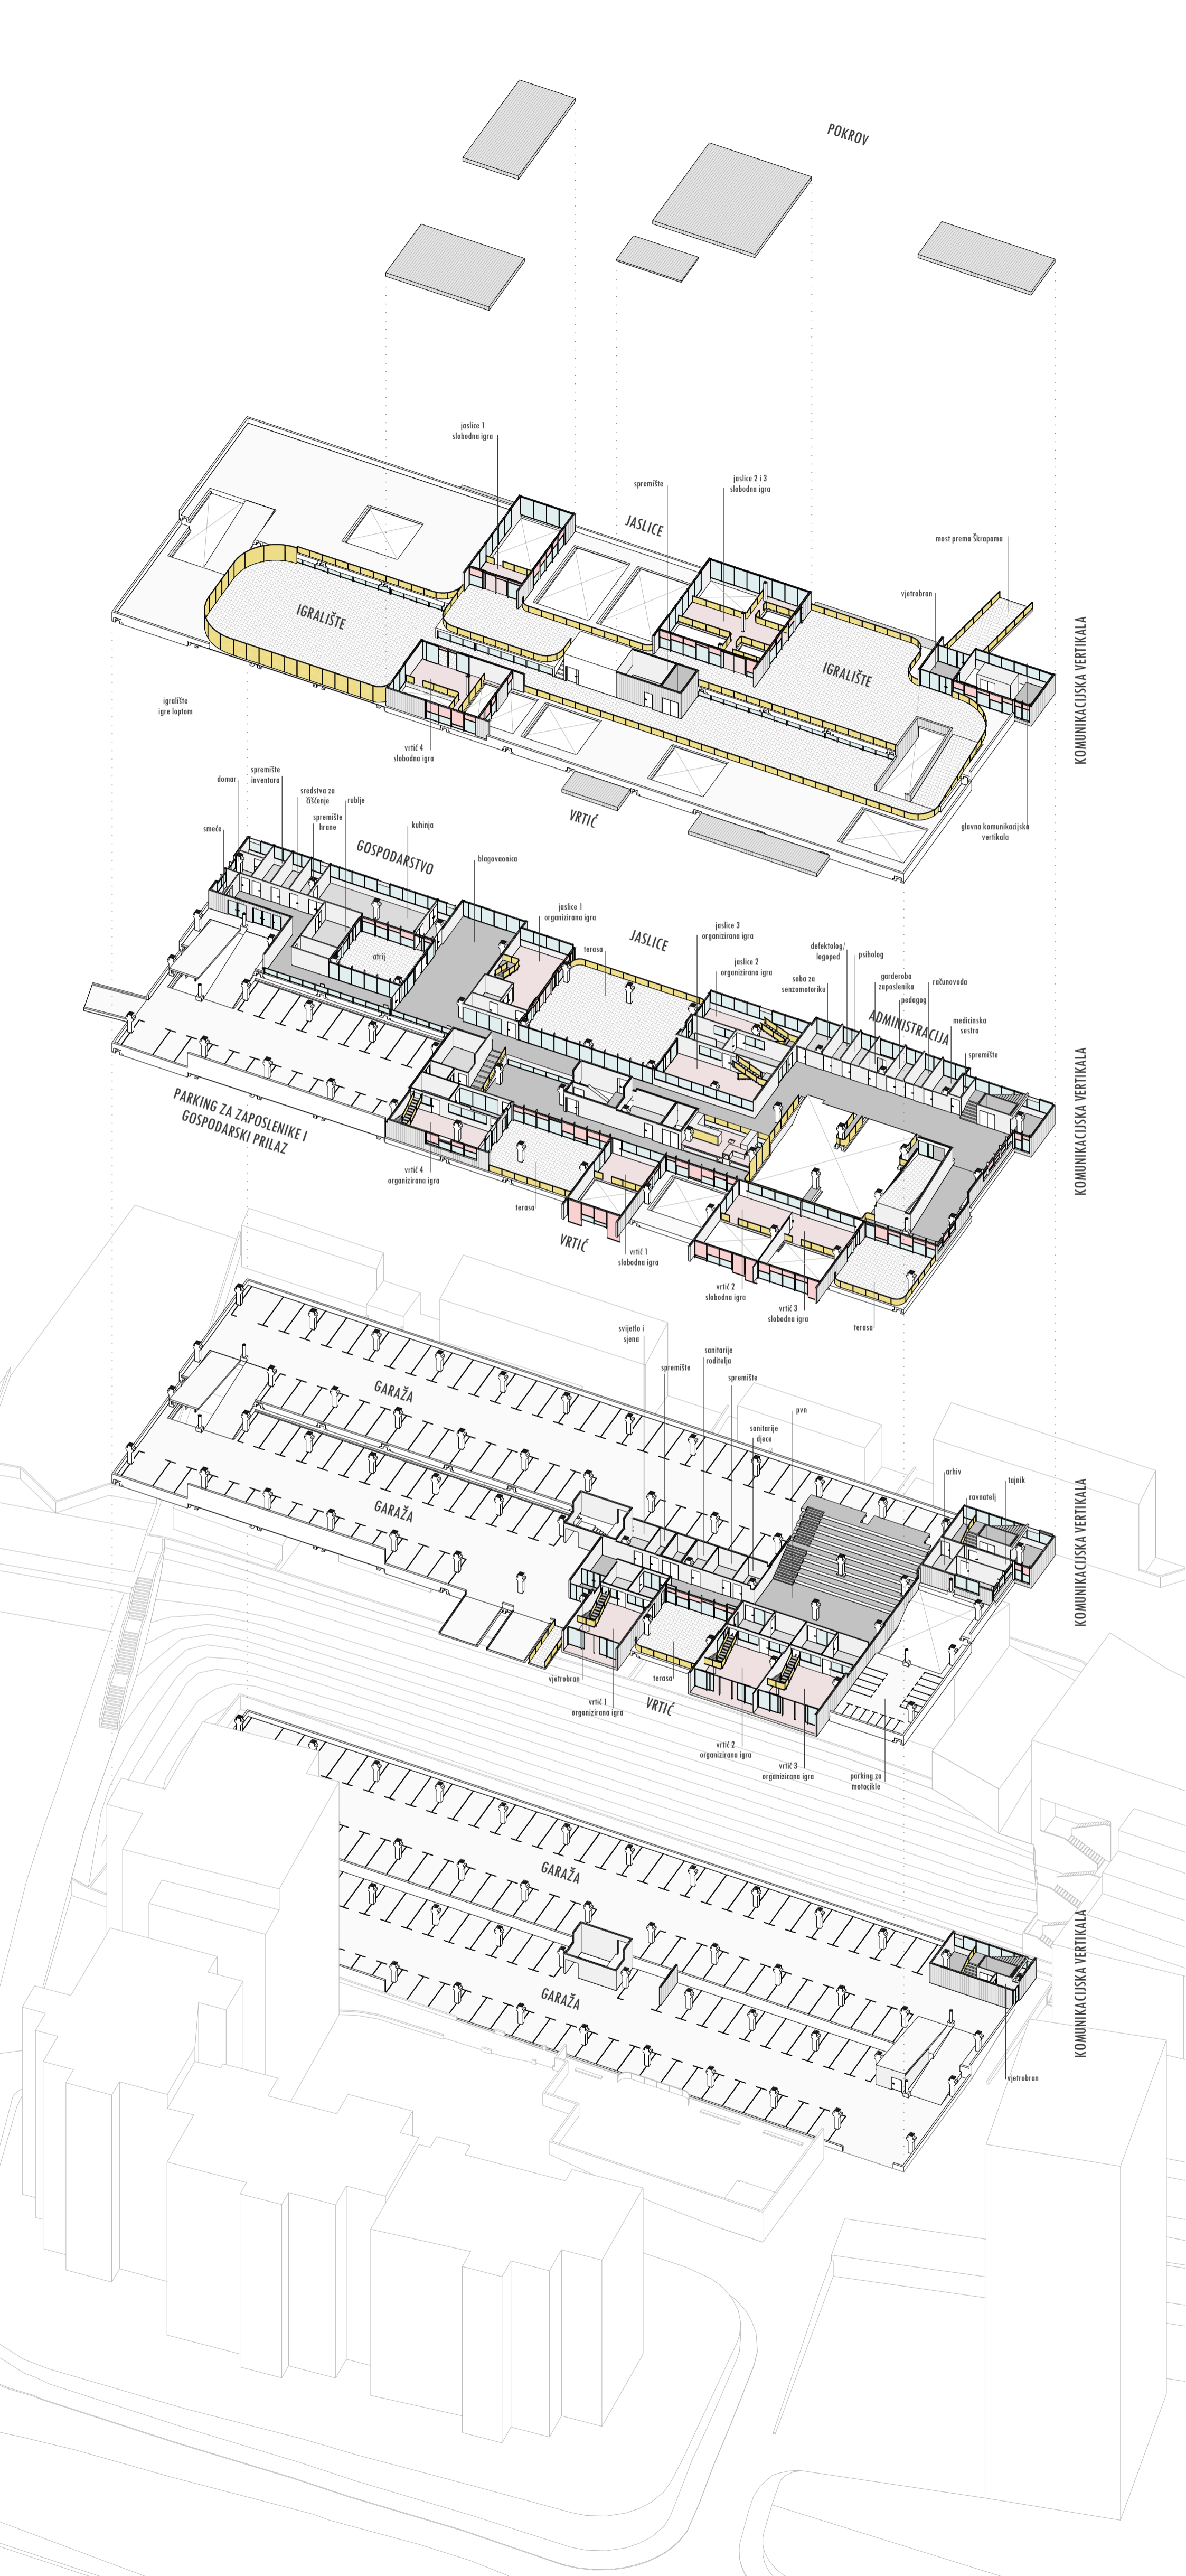 POKROV
jaslice 1
slobodna igra
spremište
jaslice 2 i 3
slobodna igra
JASLICE
most prema Škrapama
vjetrobran
IGRALIŠTE
IGRALIŠTE
KOMUNIKACIJSKA VERTIKALA
igralište
igre loptom
vrtić 4
slobodna igra
VRTIĆ
glavna komunikacijska
vertikala
domar
spremište
inventara
sredstva za
čišćenje
rublje
spremište
hrane
smeće
kuhinja
GOSPODARSTVO
blagovaonica
jaslice 1
organizirana igra
terasa
JASLICE
jaslice 3
organizirana igra
jaslice 2
organizirana igra
defektolog/
logoped
psiholog
soba za
senzomotoriku
garderoba
zaposlenika
računovođa
pedagog
ADMINISTRACIJA
medicinska
sestra
spremište
atrij
KOMUNIKACIJSKA VERTIKALA
PARKING ZA ZAPOSLENIKE I
GOSPODARSKI PRILAZ
vrtić 4
organizirana igra
terasa
VRTIĆ
vrtić 1
slobodna igra
vrtić 2
slobodna igra
vrtić 3
slobodna igra
terasa
svijetlo i
sjena
sanitarije
roditelja
spremište
spremište
GARAŽA
pvn
sanitarije
djece
arhiv
tajnik
ravnatelj
GARAŽA
KOMUNIKACIJSKA VERTIKALA
vjetrobran
terasa
vrtić 1
organizirana igra
VRTIĆ
vrtić 2
organizirana igra
vrtić 3
organizirana igra
parking za
motocikle
GARAŽA
GARAŽA
KOMUNIKACIJSKA VERTIKALA
vjetrobran